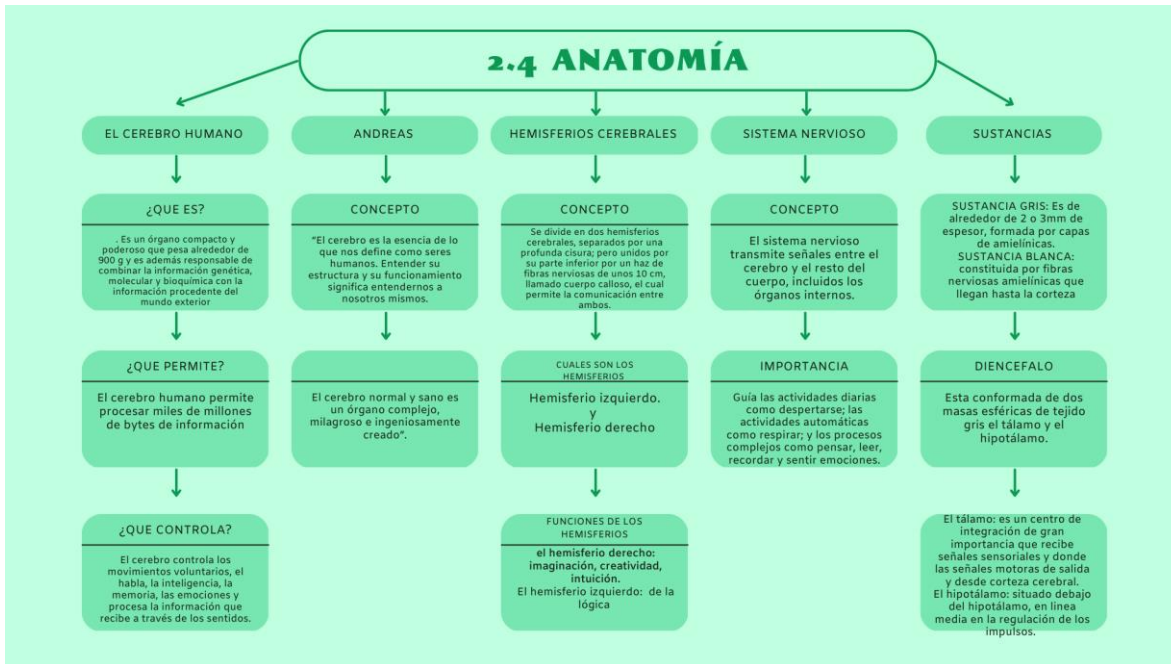 2.4 ANATOMÍA
EL CEREBRO HUMANO
¿QUE ES?
. Es un órgano compacto y
poderoso que pesa alrededor de
900 g y es además responsable de
combinar la información genética,
molecular y bioquímica con la
información procedente del
mundo exterior
¿QUE PERMITE?
El cerebro humano permite
procesar miles de millones
de bytes de información
¿QUE CONTROLA?
El cerebro controla los
movimientos voluntarios, el
habla, la inteligencia, la
memoria, las emociones y
procesa la información que
recibe a través de los sentidos.
ANDREAS
CONCEPTO
"El cerebro es la esencia de lo
que nos define como seres
humanos. Entender su
estructura y su funcionamiento
significa entendernos a
nosotros mismos.
El cerebro normal y sano es
un órgano complejo,
milagroso e ingeniosamente
creado".
HEMISFERIOS CEREBRALES
CONCEPTO
Se divide en dos hemisferios
cerebrales, separados por una
profunda cisura; pero unidos por
su parte inferior por un haz de
fibras nerviosas de unos 10 cm,
llamado cuerpo calloso, el cual
permite la comunicación entre
ambos.
CUALES SON LOS
HEMISFERIOS
Hemisferio izquierdo.
y
Hemisferio derecho
FUNCIONES DE LOS
HEMISFERIOS
el hemisferio derecho:
imaginación, creatividad,
intuición.
El hemisferio izquierdo: de la
lógica
SISTEMA NERVIOSO
CONCEPTO
El sistema nervioso
transmite señales entre el
cerebro y el resto del
cuerpo, incluidos los
órganos internos.
IMPORTANCIA
Guía las actividades diarias
como despertarse; las
actividades automáticas
como respirar; y los procesos
complejos como pensar, leer,
recordar y sentir emociones.
SUSTANCIAS
SUSTANCIA GRIS: Es de
alrededor de 2 o 3mm de
espesor, formada por capas
de amielínicas.
SUSTANCIA BLANCA:
constituida por fibras
nerviosas amielínicas que
llegan hasta la corteza
DIENCEFALO
Esta conformada de dos
masas esféricas de tejido
gris el tálamo y el
hipotálamo.
El tálamo: es un centro de
integración de gran
importancia que recibe
señales sensoriales y donde
las señales motoras de salida
y desde corteza cerebral.
El hipotálamo: situado debajo
del hipotálamo, en linea
media en la regulación de los
impulsos.